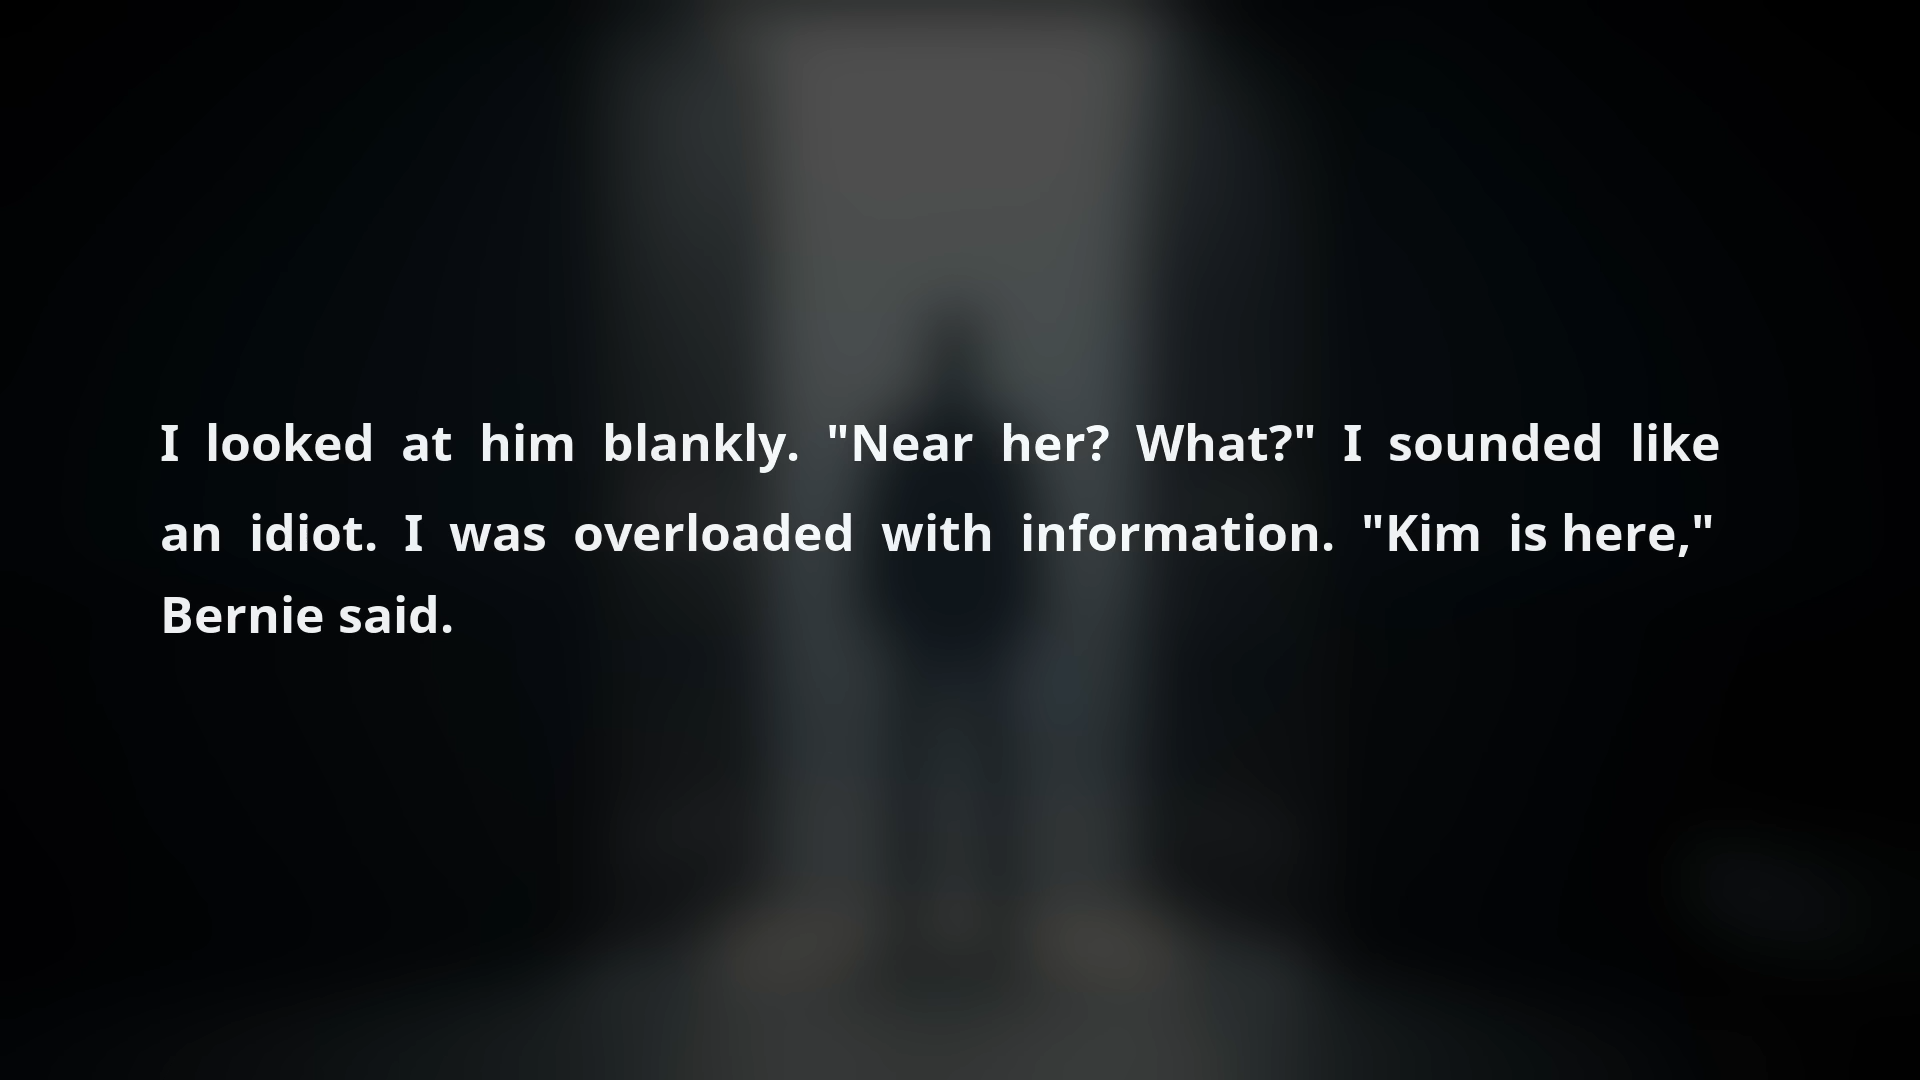 I looked at him blankly. "Near her? What?" I sounded like
an idiot. I was overloaded with information. "Kim is here,"
Bernie said.